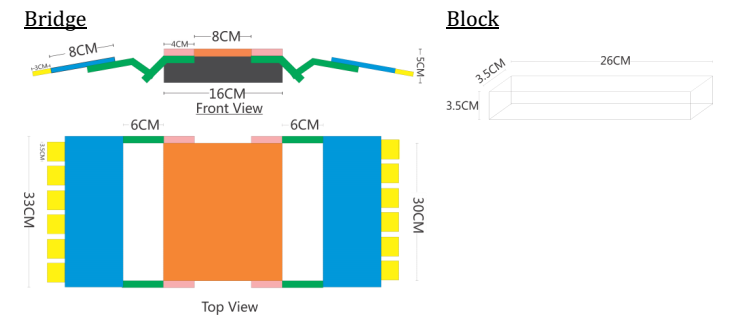 Bridge
8CM
4CM
8CM
3CM
5CM
16CM
Front View
6CM
6CM
3.5CM
33CM
30CM
Top View
Block
26CM
3.5CM
3.5CM